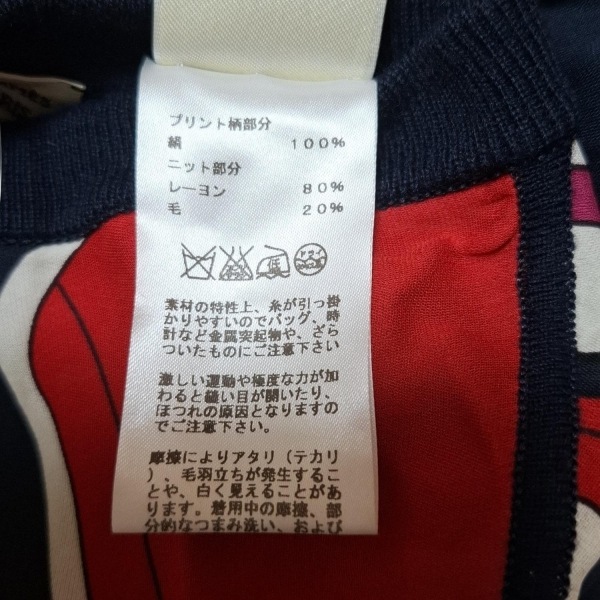 プリント柄部分
絹 100%
ニット部分
レーヨン 80%
毛 20%
低
ドライ
素材の特性上、糸が引っ掛
かりやすいのでバッグ、時
計など金属突起物や、ざら
ついたものにご注意下さい
激しい運動や極度な力が加
わると縫い目が開いたり、
ほつれの原因となりますの
でご注意下さい。
摩擦によりアタリ（テカリ
）、毛羽立ちが発生するこ
とや、白く見えることがあ
ります。着用中の摩擦、部
分的なつまみ洗い、および